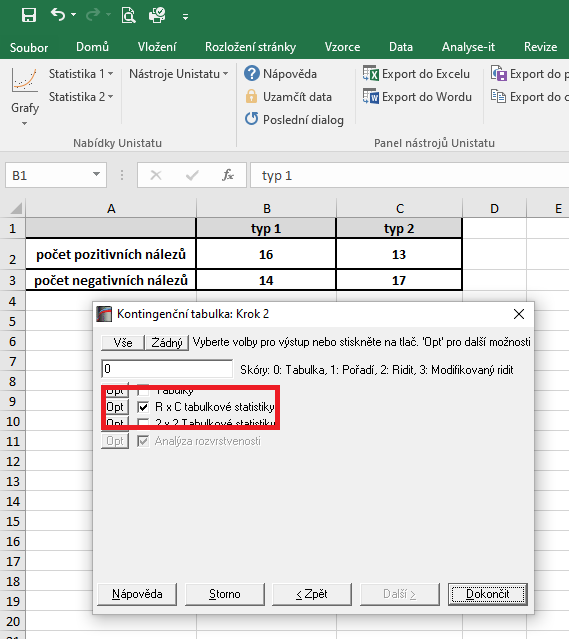 Soubor Domů Vložení Rozložení stránky Vzorce Data Analyse-it Revize
Statistika 1 Nástroje Unistatu Nápověda Export do Excelu Export do p
Grafy Statistika 2 Uzamčít data Export do Wordu Export do c
Poslední dialog
Nabídky Unistatu Panel nástrojů Unistatu
B1 fx typ 1
A B C D E
1 typ 1 typ 2
2 počet pozitivních nálezů 16 13
3 počet negativních nálezů 14 17
4
5 Kontingenční tabulka: Krok 2
6 Vše Žádný Vyberte volby pro výstup nebo stiskněte na tlač. 'Opt' pro další možnosti
7
8 0 Skóry: 0: Tabulka, 1: Pořadí, 2: Ridit, 3: Modifikovaný ridit
9 Opt Tabulky
Opt R x C tabulkové statistiky
10 Opt 2 x 2 Tabulkové statistiky
11 Opt Analýza rozvrstvenosti
12
13
14
15
16
17
18
19 Nápověda Storno < Zpět Další > Dokončit
20